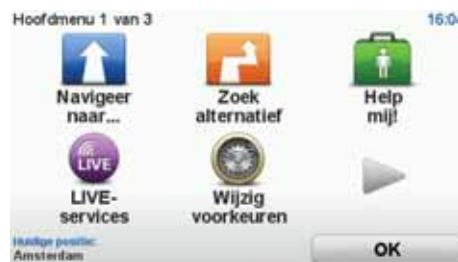 Hoofdmenu 1 van 3
16:04
Navigeer
naar...
Zoek
alternatief
Help
mij!
LIVE
LIVE-
services
Wijzig
voorkeuren
Huidige positie:
Amsterdam
OK